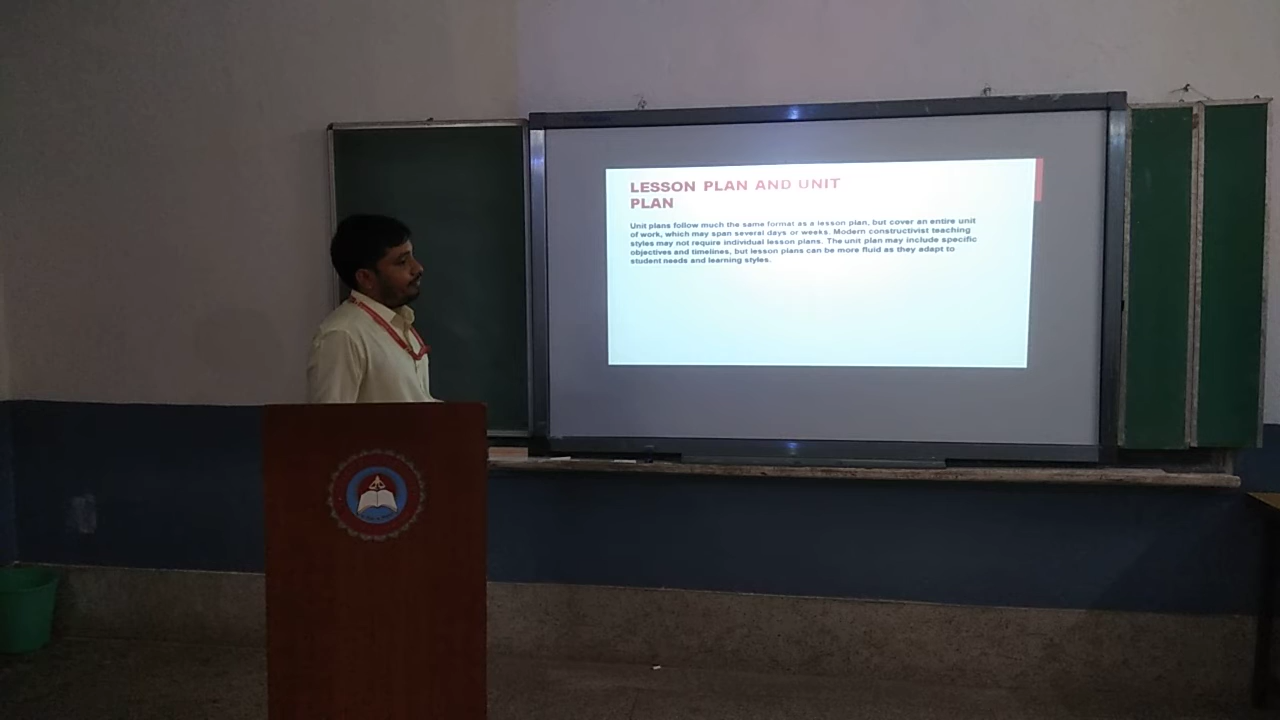 LESSON PLAN AND UNIT
PLAN
Unit plans follow much the same format as a lesson plan, but cover an entire unit
of work, which may span several days or weeks. Modern constructivist teaching
styles may not require individual lesson plans. The unit plan may include specific
objectives and timelines, but lesson plans can be more fluid as they adapt to
student needs and learning styles.